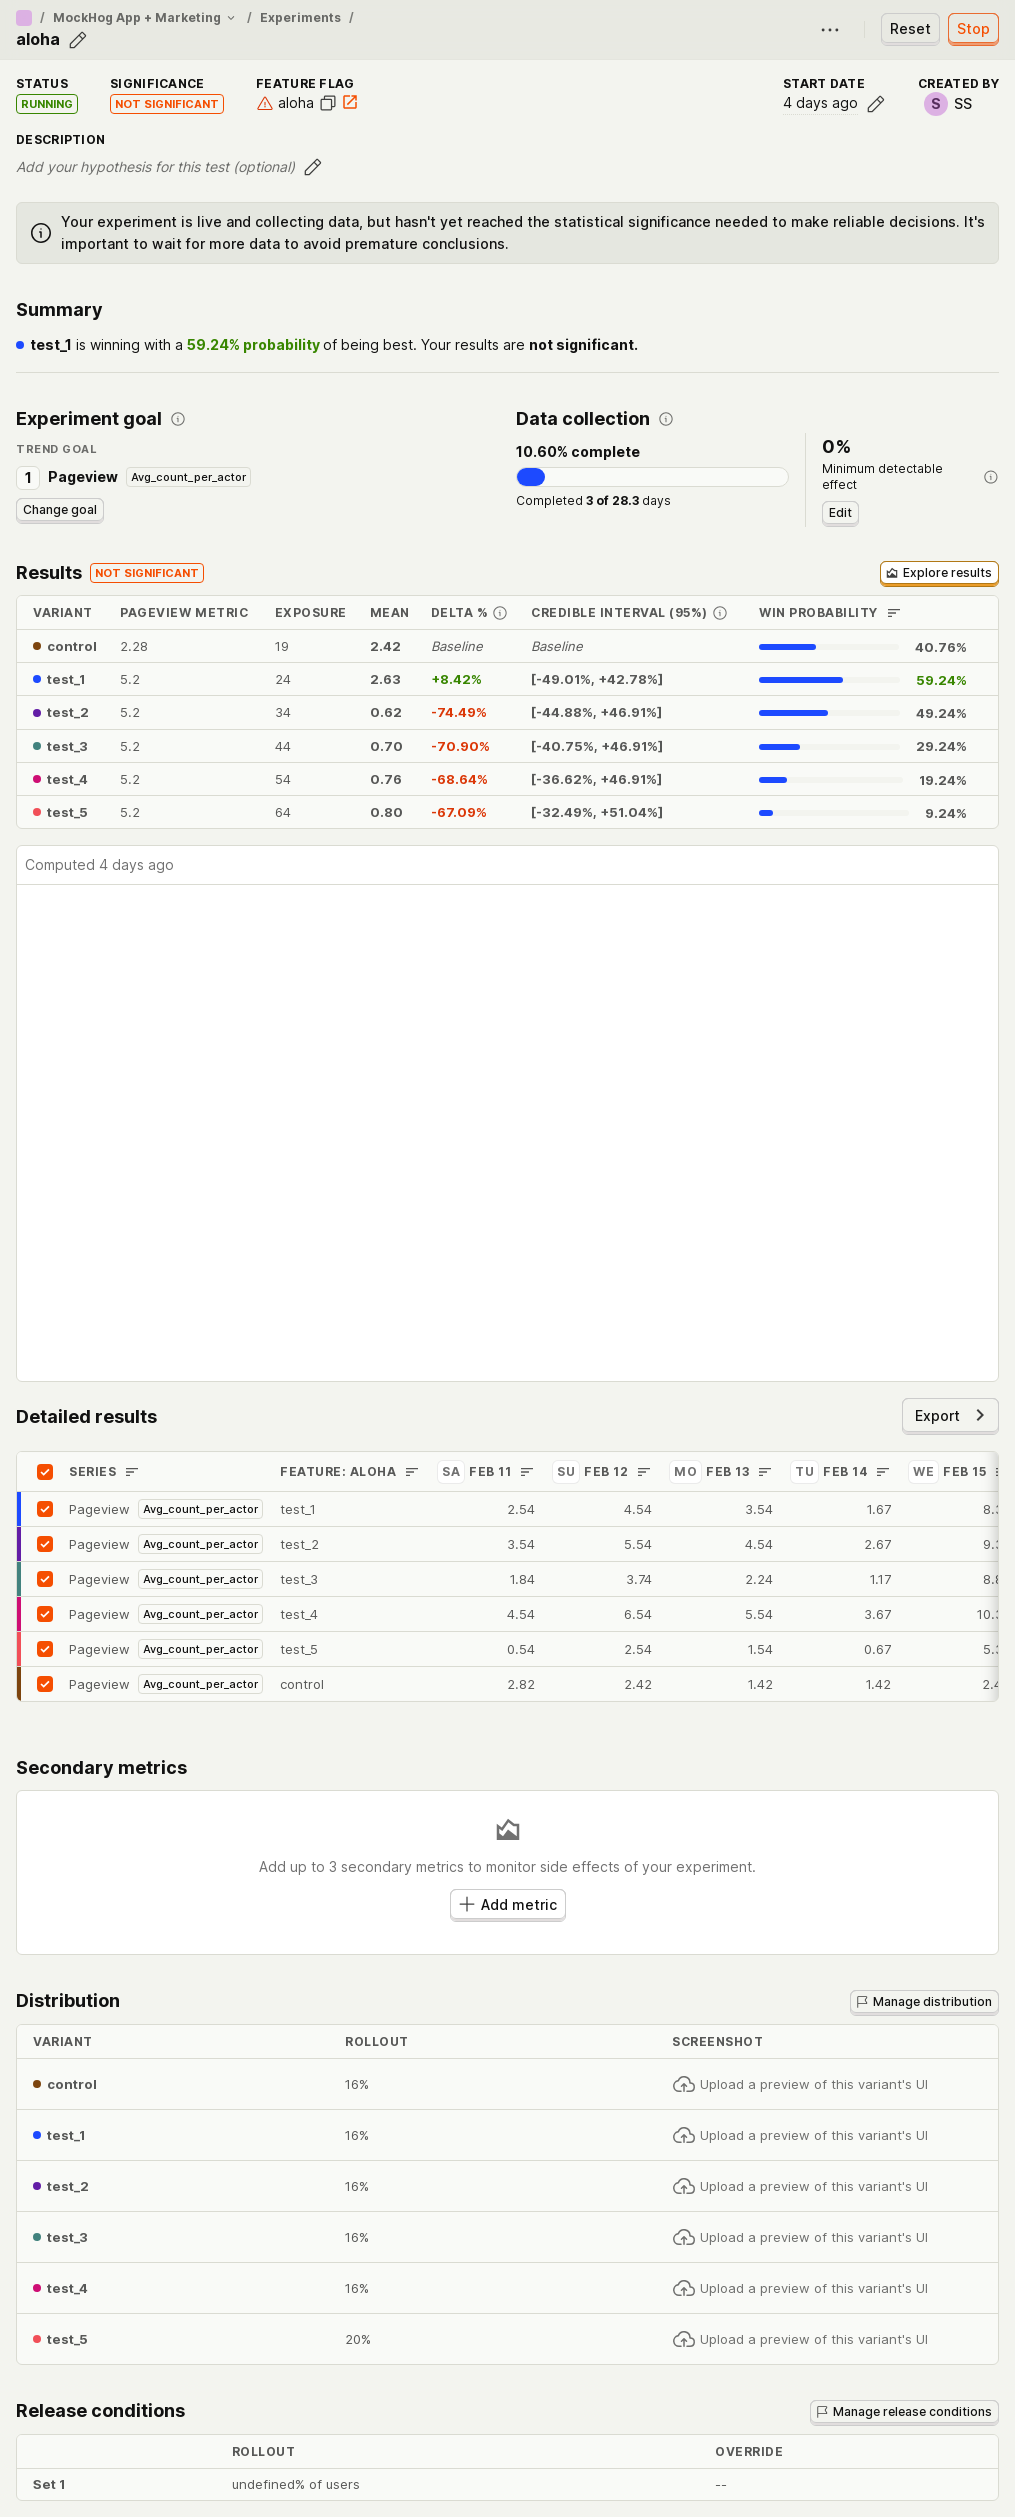 / MockHog App + Marketing / Experiments /
aloha
Reset
Stop
STATUS SIGNIFICANCE FEATURE FLAG START DATE CREATED BY
RUNNING NOT SIGNIFICANT aloha 4 days ago S SS
DESCRIPTION
Add your hypothesis for this test (optional)
Your experiment is live and collecting data, but hasn't yet reached the statistical significance needed to make reliable decisions. It's
important to wait for more data to avoid premature conclusions.
Summary
test_1 is winning with a 59.24% probability of being best. Your results are not significant.
Experiment goal
TREND GOAL
1 Pageview Avg_count_per_actor
Change goal
Data collection
10.60% complete
Completed 3 of 28.3 days
0%
Minimum detectable
effect
Edit
Results NOT SIGNIFICANT Explore results
VARIANT PAGEVIEW METRIC EXPOSURE MEAN DELTA % CREDIBLE INTERVAL (95%) WIN PROBABILITY
control 2.28 19 2.42 Baseline Baseline 40.76%
test_1 5.2 24 2.63 +8.42% [-49.01%, +42.78%] 59.24%
test_2 5.2 34 0.62 -74.49% [-44.88%, +46.91%] 49.24%
test_3 5.2 44 0.70 -70.90% [-40.75%, +46.91%] 29.24%
test_4 5.2 54 0.76 -68.64% [-36.62%, +46.91%] 19.24%
test_5 5.2 64 0.80 -67.09% [-32.49%, +51.04%] 9.24%
Computed 4 days ago
Detailed results Export
SERIES FEATURE: ALOHA SA FEB 11 SU FEB 12 MO FEB 13 TU FEB 14 WE FEB 15
Pageview Avg_count_per_actor test_1 2.54 4.54 3.54 1.67 8.3
Pageview Avg_count_per_actor test_2 3.54 5.54 4.54 2.67 9.3
Pageview Avg_count_per_actor test_3 1.84 3.74 2.24 1.17 8.8
Pageview Avg_count_per_actor test_4 4.54 6.54 5.54 3.67 10.3
Pageview Avg_count_per_actor test_5 0.54 2.54 1.54 0.67 5.3
Pageview Avg_count_per_actor control 2.82 2.42 1.42 1.42 2.4
Secondary metrics
Add up to 3 secondary metrics to monitor side effects of your experiment.
Add metric
Distribution Manage distribution
VARIANT ROLLOUT SCREENSHOT
control 16% Upload a preview of this variant's UI
test_1 16% Upload a preview of this variant's UI
test_2 16% Upload a preview of this variant's UI
test_3 16% Upload a preview of this variant's UI
test_4 16% Upload a preview of this variant's UI
test_5 20% Upload a preview of this variant's UI
Release conditions Manage release conditions
ROLLOUT OVERRIDE
Set 1 undefined% of users --